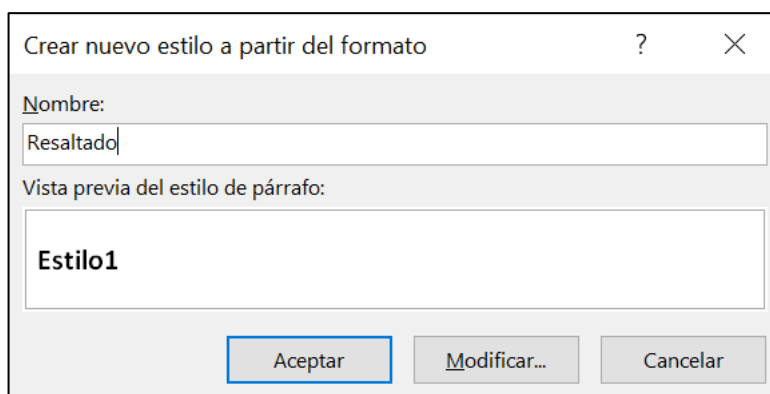 Crear nuevo estilo a partir del formato ?
Nombre:
Resaltado
Vista previa del estilo de párrafo:
Estilo1
Aceptar Modificar... Cancelar